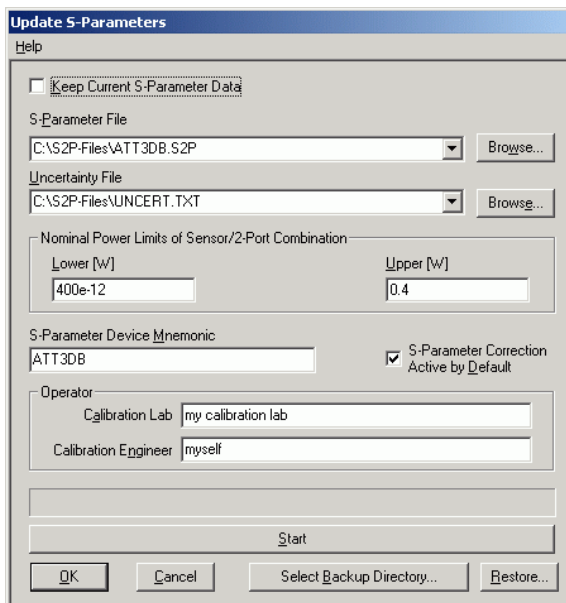 Update S-Parameters
Help
Keep Current S-Parameter Data
S-Parameter File
C:\S2P-Files\ATT3DB.S2P
Browse...
Uncertainty File
C:\S2P-Files\UNCERT.TXT
Browse...
Nominal Power Limits of Sensor/2-Port Combination
Lower [W]
Upper [W]
400e-12
0.4
S-Parameter Device Mnemonic
ATT3DB
S-Parameter Correction
Active by Default
Operator
Calibration Lab
my calibration lab
Calibration Engineer
myself
Start
OK
Cancel
Select Backup Directory...
Restore...